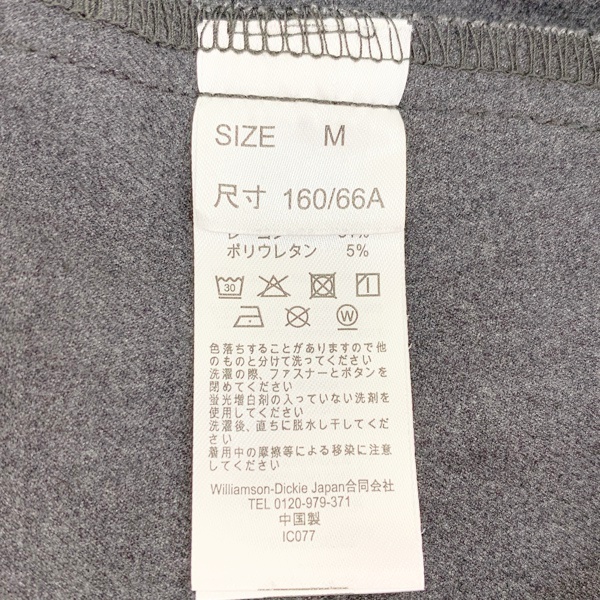 SIZE M
尺寸 160/66A
ポリウレタン 5%
30
W
色落ちすることがありますので他
のものと分けて洗ってください
洗濯の際、ファスナーとボタンを
閉めてください
蛍光増白剤の入っていない洗剤を
使用してください
洗濯後、直ちに脱水し干してください
着用中の摩擦等による移染に注意
してください
Williamson-Dickie Japan合同会社
TEL 0120-979-371
中国製
IC077